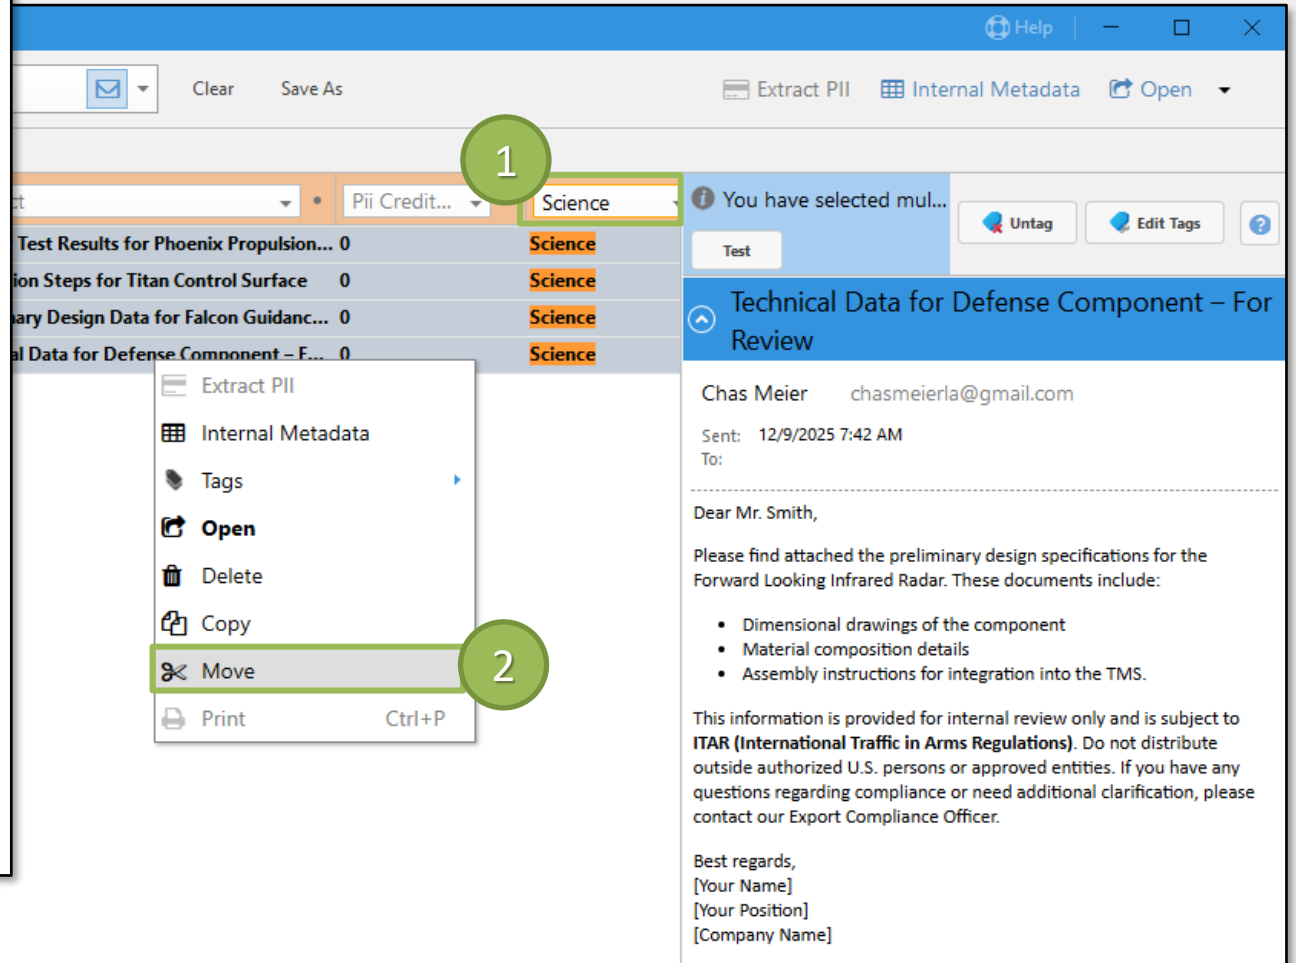 Help
Clear Save As Extract PII Internal Metadata Open
1
ct Pii Credit... Science You have selected mul... Untag Edit Tags ?
Test
Test Results for Phoenix Propulsion... 0 Science
ion Steps for Titan Control Surface 0 Science
ary Design Data for Falcon Guidanc... 0 Science
al Data for Defense Component – F... 0 Science
Extract PII
Internal Metadata
Tags
Open
Delete
Copy
Move 2
Print Ctrl+P
Technical Data for Defense Component – For
Review
Chas Meier chasmeierla@gmail.com
Sent: 12/9/2025 7:42 AM
To:
Dear Mr. Smith,
Please find attached the preliminary design specifications for the
Forward Looking Infrared Radar. These documents include:
• Dimensional drawings of the component
• Material composition details
• Assembly instructions for integration into the TMS.
This information is provided for internal review only and is subject to
ITAR (International Traffic in Arms Regulations). Do not distribute
outside authorized U.S. persons or approved entities. If you have any
questions regarding compliance or need additional clarification, please
contact our Export Compliance Officer.
Best regards,
[Your Name]
[Your Position]
[Company Name]